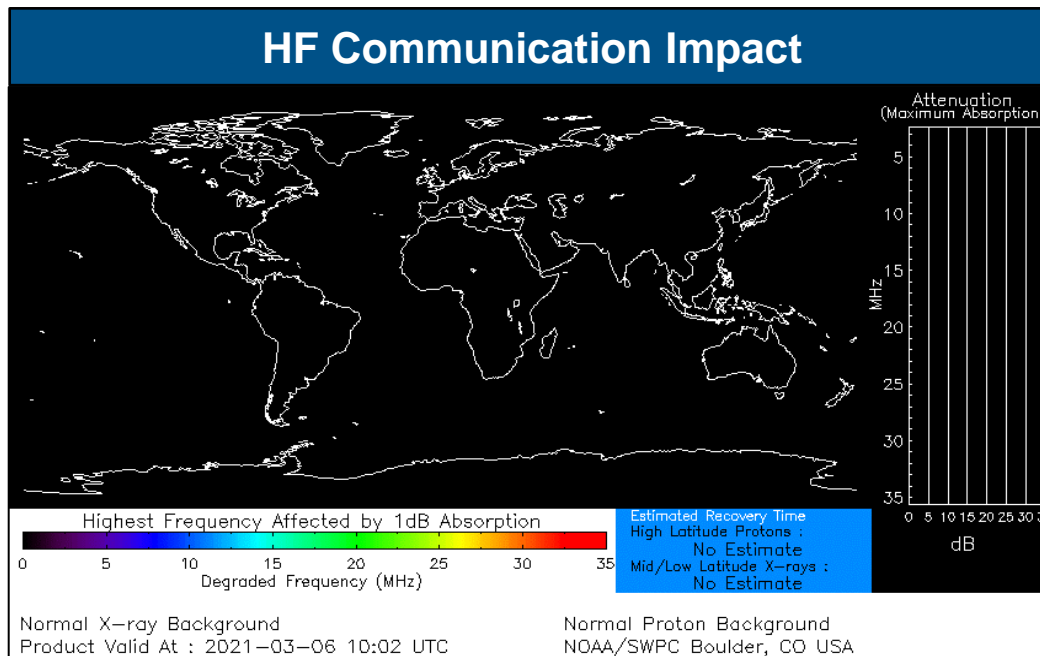 HF Communication Impact
Attenuation
(Maximum Absorption
5
10
15
20
25
30
35
MHz
0 5 10 15 20 25 30
dB
Highest Frequency Affected by 1dB Absorption
0 5 10 15 20 25 30 35
Degraded Frequency (MHz)
Estimated Recovery Time
High Latitude Protons :
No Estimate
Mid/Low Latitude X-rays :
No Estimate
Normal X-ray Background
Product Valid At : 2021-03-06 10:02 UTC
Normal Proton Background
NOAA/SWPC Boulder, CO USA